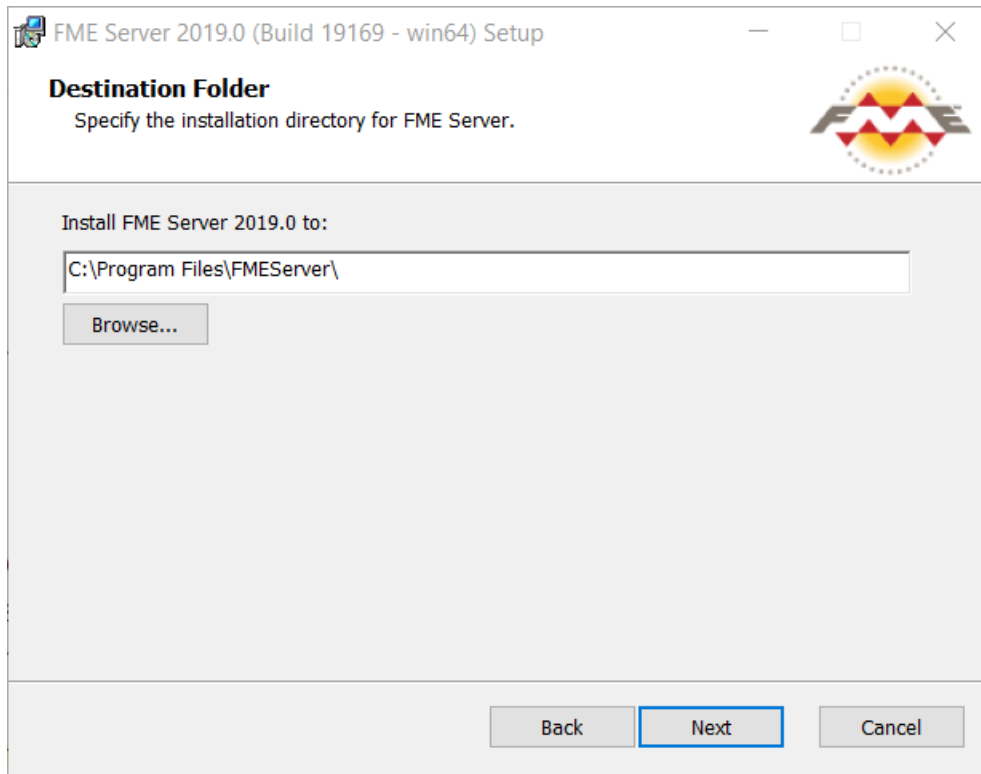 FME Server 2019.0 (Build 19169 - win64) Setup
Destination Folder
Specify the installation directory for FME Server.
FME
Install FME Server 2019.0 to:
C:\Program Files\FMEServer\
Browse...
Back
Next
Cancel